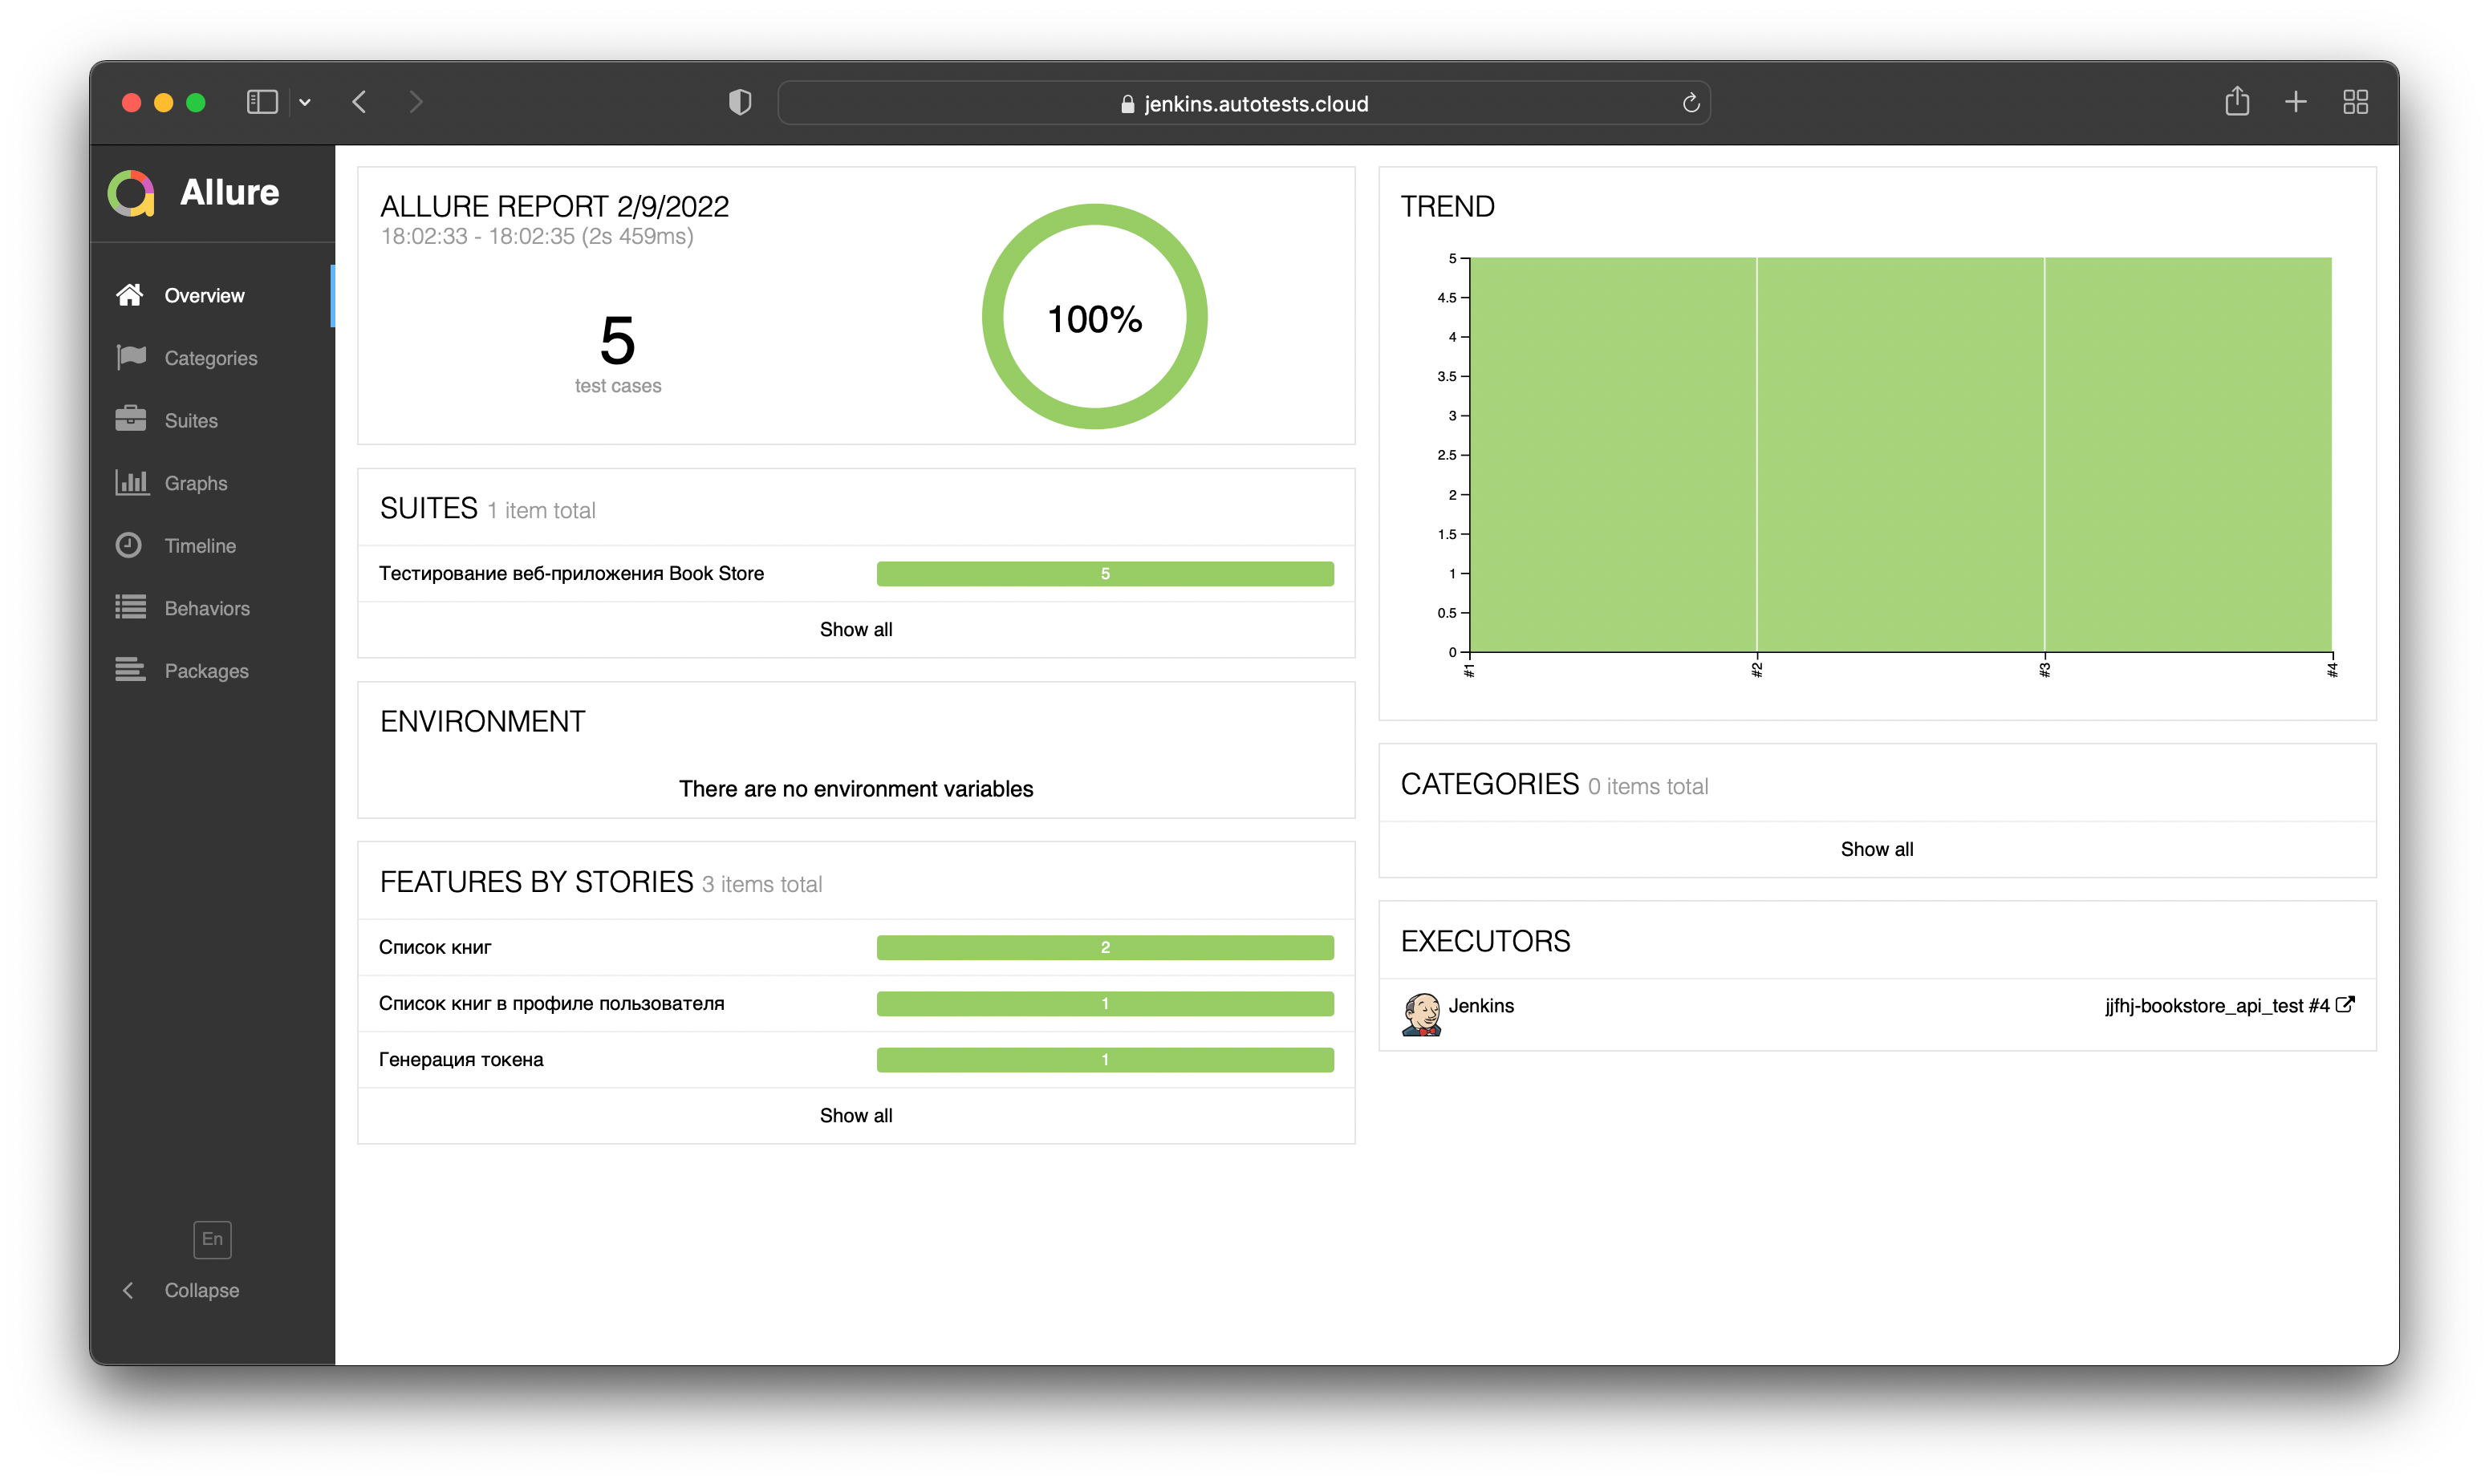 jenkins.autotests.cloud
Allure
Overview
Categories
Suites
Graphs
Timeline
Behaviors
Packages
En
Collapse
ALLURE REPORT 2/9/2022
18:02:33 - 18:02:35 (2s 459ms)
5
test cases
100%
SUITES 1 item total
Тестирование веб-приложения Book Store 5
Show all
ENVIRONMENT
There are no environment variables
FEATURES BY STORIES 3 items total
Список книг 2
Список книг в профиле пользователя 1
Генерация токена 1
Show all
TREND
5
4.5
4
3.5
3
2.5
2
1.5
1
0.5
0
#1 #2 #3 #4
CATEGORIES 0 items total
Show all
EXECUTORS
Jenkins jjfhj-bookstore_api_test #4